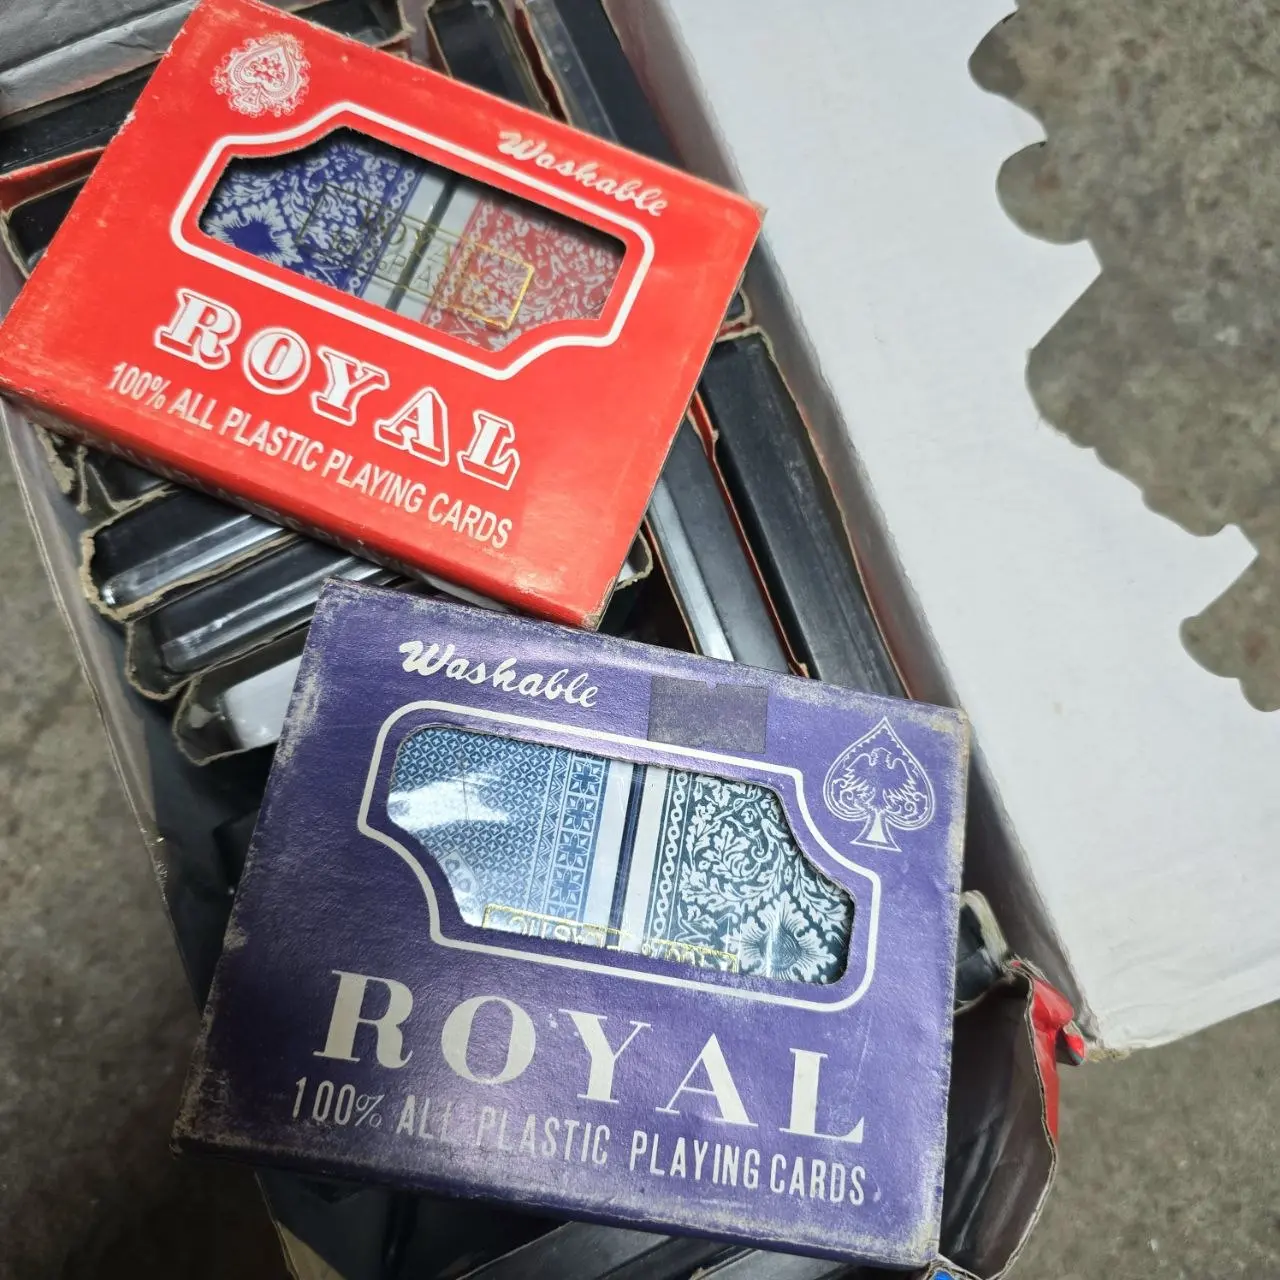 Washable
ROYAL
100% ALL PLASTIC PLAYING CARDS
Washable
ROYAL
100% ALL PLASTIC PLAYING CARDS